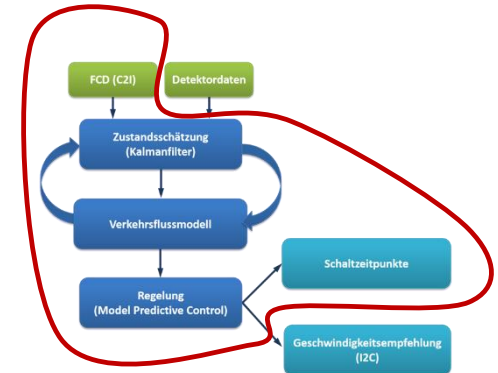 FCD (C2I)
Detektordaten
Zustandsschätzung
(Kalmanfilter)
Verkehrsflussmodell
Schaltzeitpunkte
Regelung
(Model Predictive Control)
Geschwindigkeitsempfehlung
(I2C)